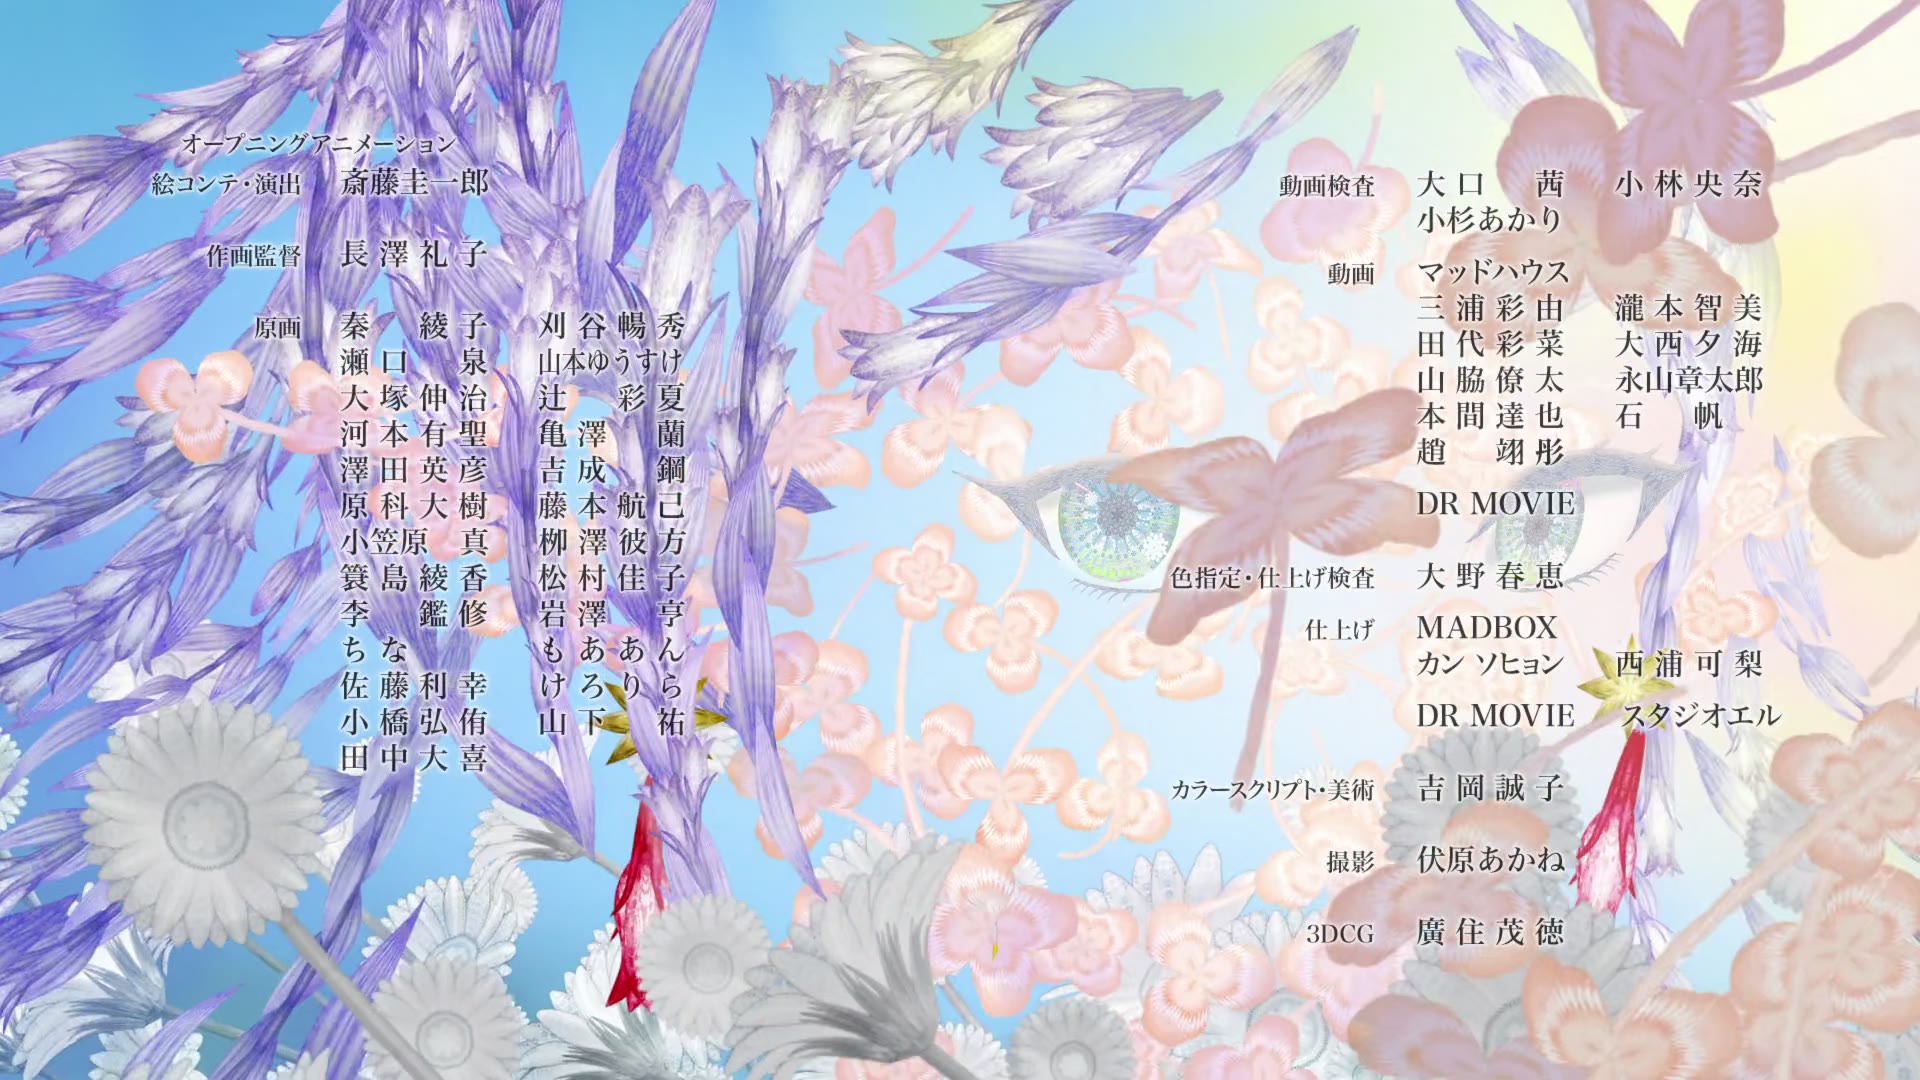 オープニングアニメーション
絵コンテ・演出 斎藤圭一郎
作画監督 長澤礼子
原画 秦 綾子 刈谷暢秀
瀬口 泉 山本ゆうすけ
大塚伸治 辻 彩夏
河本有聖 亀澤 蘭
澤田英彦 吉成 鋼
原科大樹 藤本航己
小笠原 真 栁澤彼方
簑島綾香 松村佳子
李 鑑修 岩澤 亨
ちな もああん
佐藤利幸 けろりら
小橋弘侑 山下 祐
田中大喜
動画検査 大口 茜 小林央奈
小杉あかり
動画 マッドハウス
三浦彩由 瀧本智美
田代彩菜 大西夕海
山脇僚太 永山章太郎
本間達也 石 帆
趙 翊彤
DR MOVIE
色指定・仕上げ検査 大野春恵
仕上げ MADBOX
カン ソヒョン 西浦可梨
DR MOVIE スタジオエル
カラースクリプト・美術 吉岡誠子
撮影 伏原あかね
3DCG 廣住茂徳